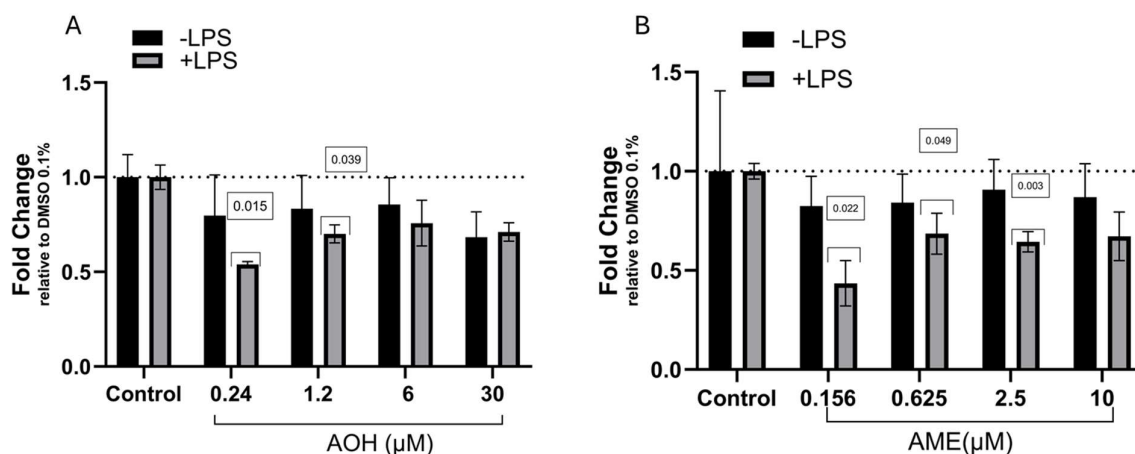 A
-LPS
+LPS
Fold Change
relative to DMSO 0.1%
1.5
1.0
0.5
0.0
0.039
0.015
Control 0.24 1.2 6 30
AOH (µM)
B
-LPS
+LPS
Fold Change
relative to DMSO 0.1%
1.5
1.0
0.5
0.0
0.049
0.003
0.022
Control 0.156 0.625 2.5 10
AME(µM)